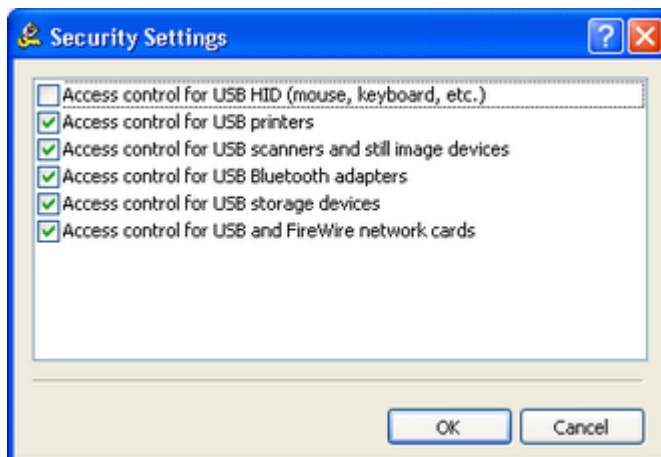 Security Settings
Access control for USB HID (mouse, keyboard, etc.)
Access control for USB printers
Access control for USB scanners and still image devices
Access control for USB Bluetooth adapters
Access control for USB storage devices
Access control for USB and FireWire network cards
OK Cancel